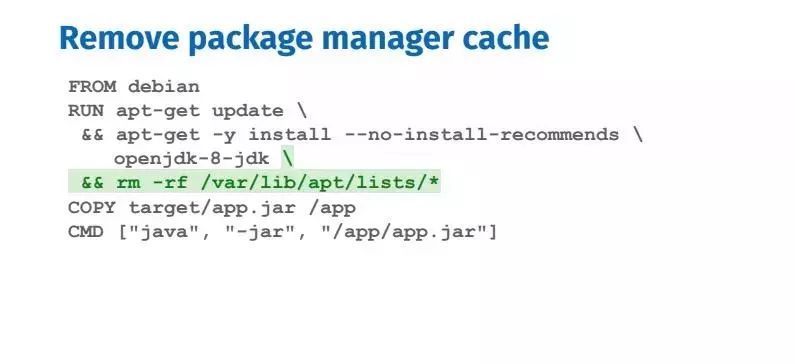 Remove package manager cache
FROM debian
RUN apt-get update \
 && apt-get -y install --no-install-recommends \
    openjdk-8-jdk \
 && rm -rf /var/lib/apt/lists/*
COPY target/app.jar /app
CMD ["java", "-jar", "/app/app.jar"]